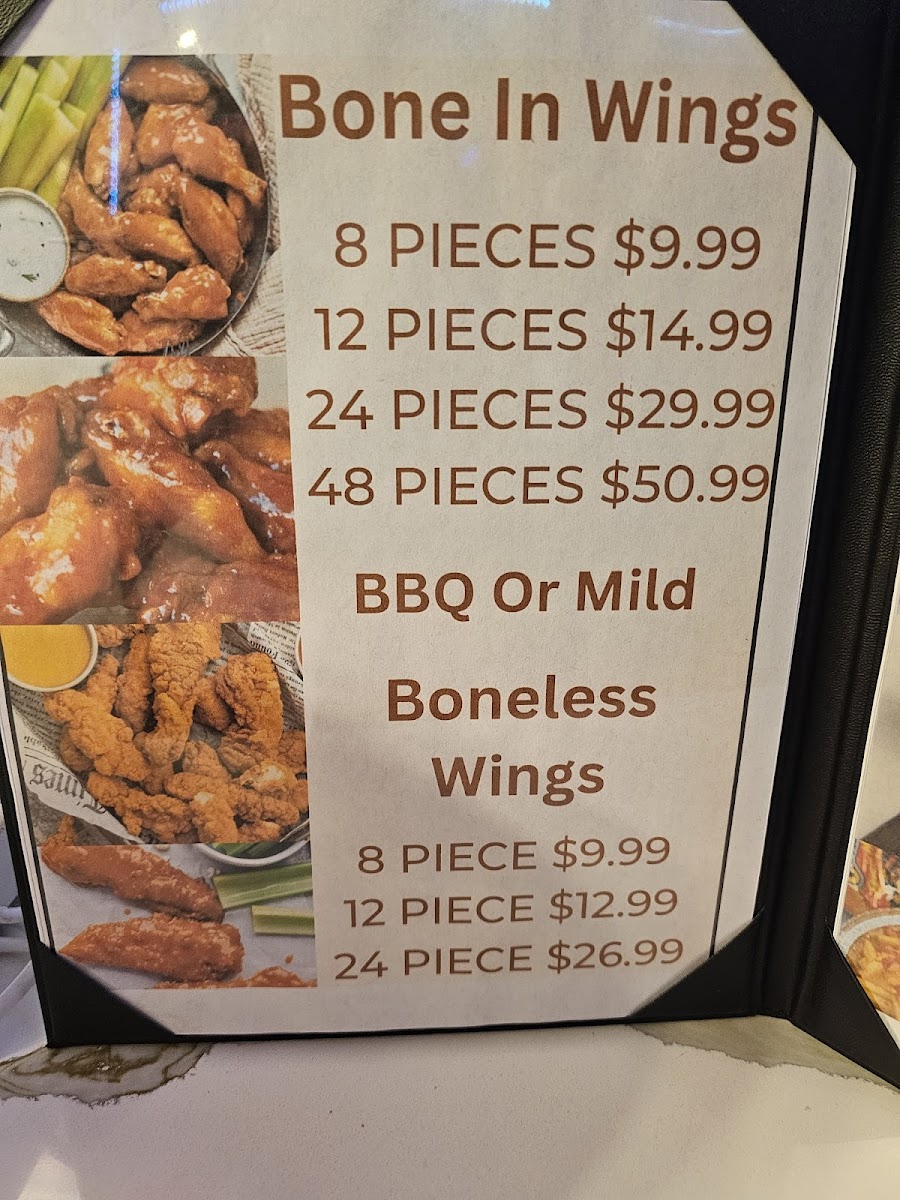 Bone In Wings
8 PIECES $9.99
12 PIECES $14.99
24 PIECES $29.99
48 PIECES $50.99
BBQ Or Mild
Boneless
Wings
8 PIECE $9.99
12 PIECE $12.99
24 PIECE $26.99
Times